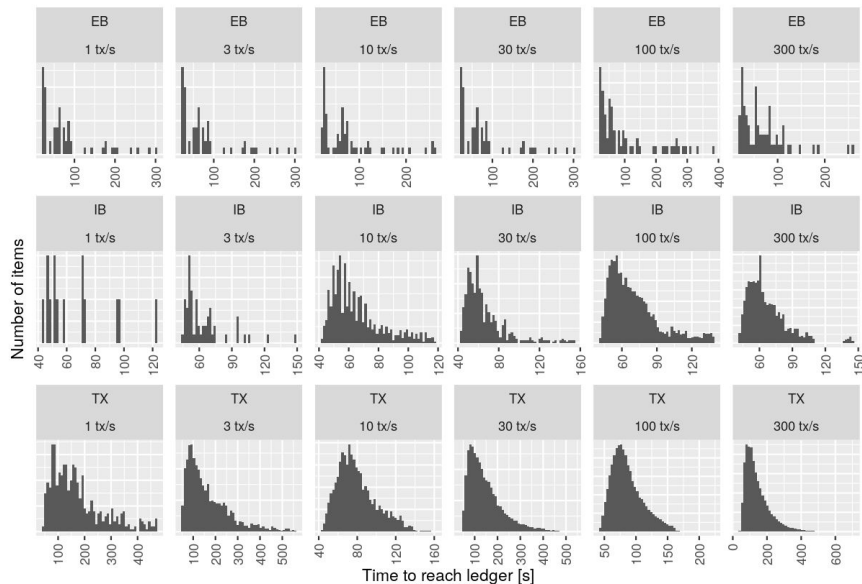 EB EB EB EB EB EB
1 tx/s 3 tx/s 10 tx/s 30 tx/s 100 tx/s 300 tx/s
100 200 300 100 200 300 100 200 100 200 300 100 200 300 400 100 200
IB IB IB IB IB IB
1 tx/s 3 tx/s 10 tx/s 30 tx/s 100 tx/s 300 tx/s
Number of items
40 60 80 100 120 60 90 120 150 40 60 80 100 120 40 80 120 160 60 90 120 60 90 120 150
TX TX TX TX TX TX
1 tx/s 3 tx/s 10 tx/s 30 tx/s 100 tx/s 300 tx/s
100 200 300 400 100 200 300 400 500 40 80 120 160 100 200 300 400 500 50 100 150 200 0 200 400 600
Time to reach ledger [s]